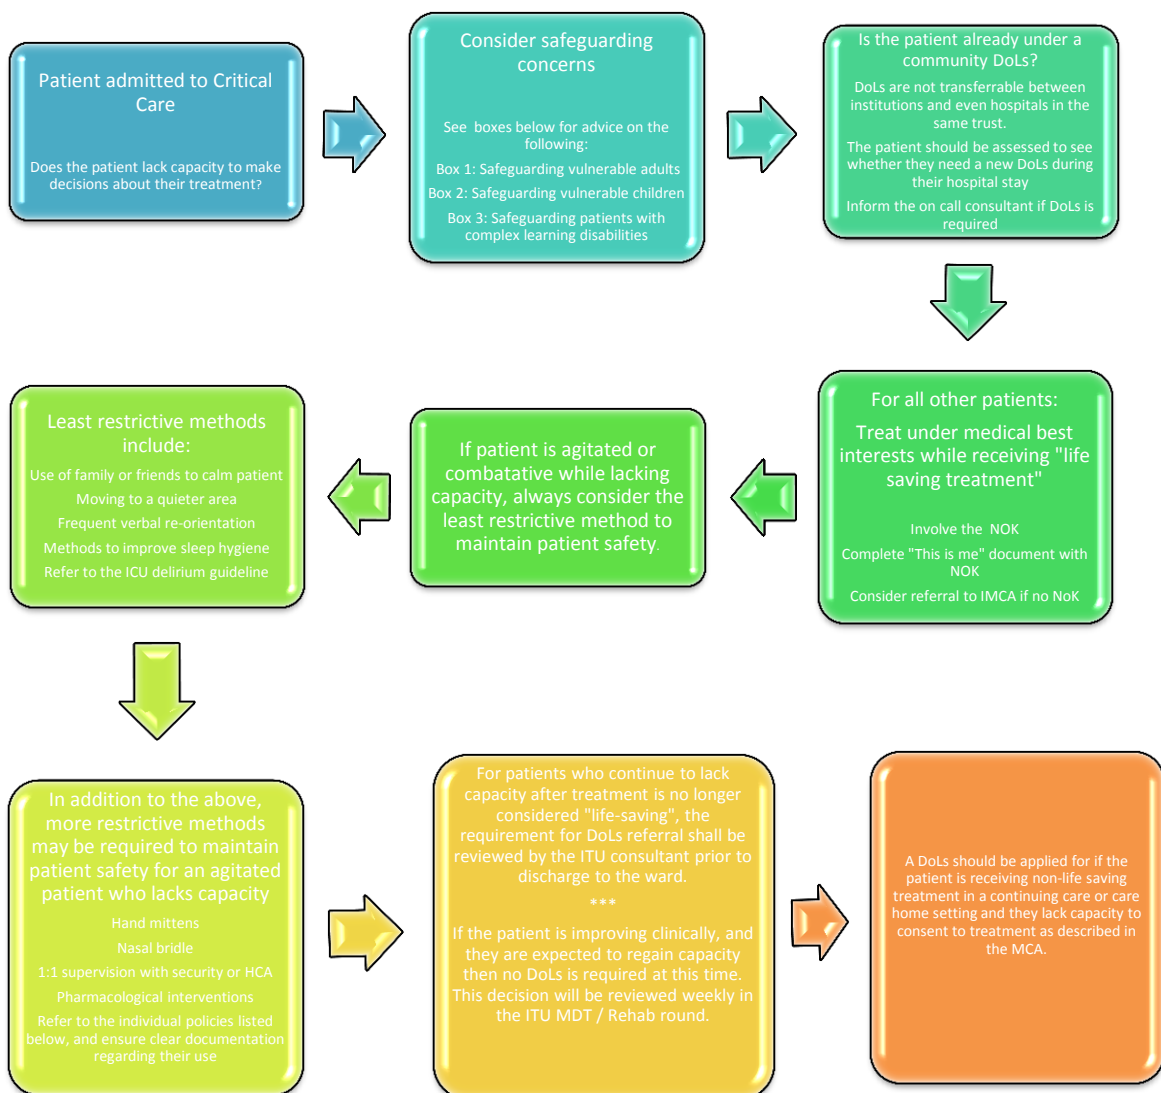 Patient admitted to Critical
Care
Does the patient lack capacity to make
decisions about their treatment?
Consider safeguarding
concerns
See boxes below for advice on the
following:
Box 1: Safeguarding vulnerable adults
Box 2: Safeguarding vulnerable children
Box 3: Safeguarding patients with
complex learning disabilities
Is the patient already under a
community DoLs?
DoLs are not transferrable between
institutions and even hospitals in the
same trust.
The patient should be assessed to see
whether they need a new DoLs during
their hospital stay
Inform the on call consultant if DoLs is
required
For all other patients:
Treat under medical best
interests while receiving "life
saving treatment"
Involve the NOK
Complete "This is me" document with
NOK
Consider referral to IMCA if no NoK
If patient is agitated or
combatative while lacking
capacity, always consider the
least restrictive method to
maintain patient safety.
Least restrictive methods
include:
Use of family or friends to calm patient
Moving to a quieter area
Frequent verbal re-orientation
Methods to improve sleep hygiene
Refer to the ICU delirium guideline
In addition to the above,
more restrictive methods
may be required to maintain
patient safety for an agitated
patient who lacks capacity
Hand mittens
Nasal bridle
1:1 supervision with security or HCA
Pharmacological interventions
Refer to the individual policies listed
below, and ensure clear documentation
regarding their use
For patients who continue to lack
capacity after treatment is no longer
considered "life-saving", the
requirement for DoLs referral shall be
reviewed by the ITU consultant prior to
discharge to the ward.
***
If the patient is improving clinically, and
they are expected to regain capacity
then no DoLs is required at this time.
This decision will be reviewed weekly in
the ITU MDT / Rehab round.
A DoLs should be applied for if the
patient is receiving non-life saving
treatment in a continuing care or care
home setting and they lack capacity to
consent to treatment as described in
the MCA.